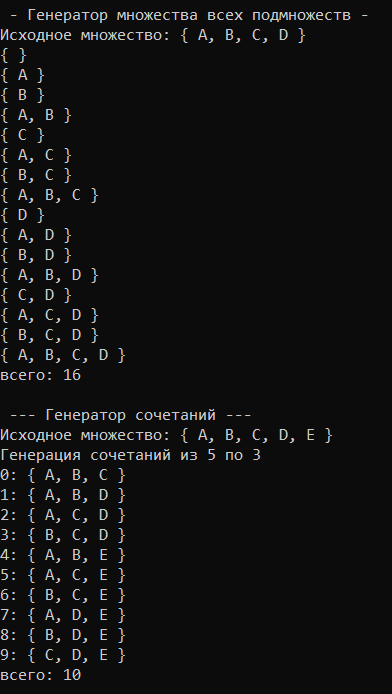 - Генератор множества всех подмножеств -
Исходное множество: { A, B, C, D }
{ }
{ A }
{ B }
{ A, B }
{ C }
{ A, C }
{ B, C }
{ A, B, C }
{ D }
{ A, D }
{ B, D }
{ A, B, D }
{ C, D }
{ A, C, D }
{ B, C, D }
{ A, B, C, D }
всего: 16
--- Генератор сочетаний ---
Исходное множество: { A, B, C, D, E }
Генерация сочетаний из 5 по 3
0: { A, B, C }
1: { A, B, D }
2: { A, C, D }
3: { B, C, D }
4: { A, B, E }
5: { A, C, E }
6: { B, C, E }
7: { A, D, E }
8: { B, D, E }
9: { C, D, E }
всего: 10